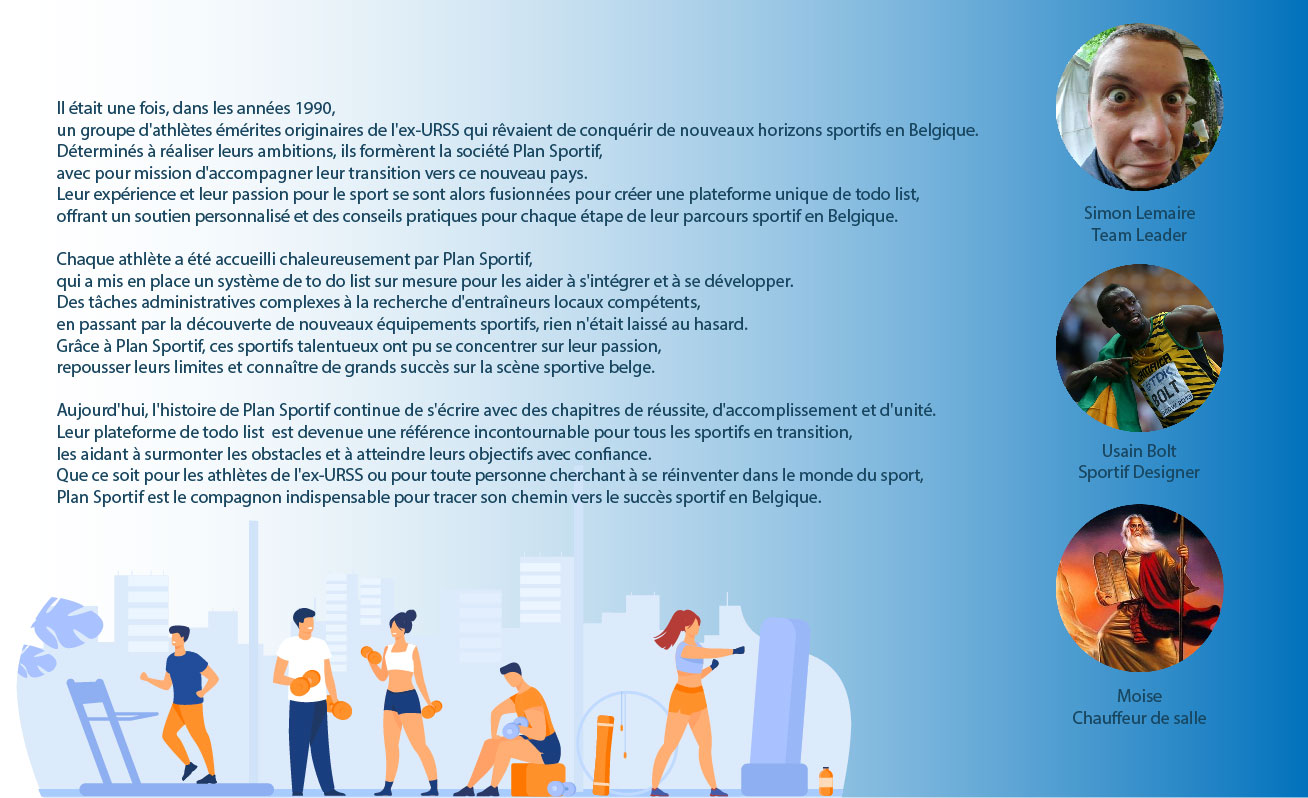 Il était une fois, dans les années 1990,
un groupe d'athlètes émérites originaires de l'ex-URSS qui rêvaient de conquérir de nouveaux horizons sportifs en Belgique.
Déterminés à réaliser leurs ambitions, ils formèrent la société Plan Sportif,
avec pour mission d'accompagner leur transition vers ce nouveau pays.
Leur expérience et leur passion pour le sport se sont alors fusionnées pour créer une plateforme unique de todo list,
offrant un soutien personnalisé et des conseils pratiques pour chaque étape de leur parcours sportif en Belgique.
Chaque athlète a été accueilli chaleureusement par Plan Sportif,
qui a mis en place un système de to do list sur mesure pour les aider à s'intégrer et à se développer.
Des tâches administratives complexes à la recherche d'entraîneurs locaux compétents,
en passant par la découverte de nouveaux équipements sportifs, rien n'était laissé au hasard.
Grâce à Plan Sportif, ces sportifs talentueux ont pu se concentrer sur leur passion,
repousser leurs limites et connaître de grands succès sur la scène sportive belge.
Aujourd'hui, l'histoire de Plan Sportif continue de s'écrire avec des chapitres de réussite, d'accomplissement et d'unité.
Leur plateforme de todo list est devenue une référence incontournable pour tous les sportifs en transition,
les aidant à surmonter les obstacles et à atteindre leurs objectifs avec confiance.
Que ce soit pour les athlètes de l'ex-URSS ou pour toute personne cherchant à se réinventer dans le monde du sport,
Plan Sportif est le compagnon indispensable pour tracer son chemin vers le succès sportif en Belgique.
Simon Lemaire
Team Leader
JAMAICA
TDK
BOLT
Usain Bolt
Sportif Designer
Moise
Chauffeur de salle